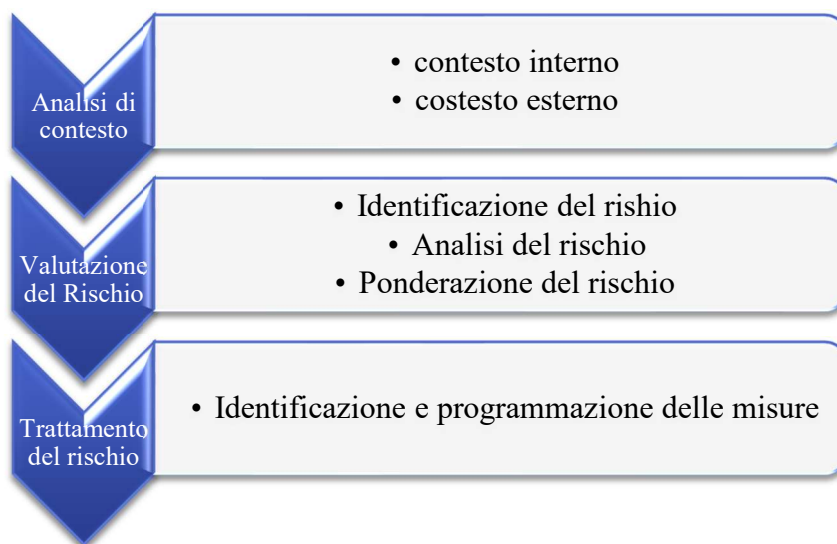 Analisi di
contesto
• contesto interno
• costesto esterno
Valutazione
del Rischio
• Identificazione del rishio
• Analisi del rischio
• Ponderazione del rischio
Trattamento
del rischio
• Identificazione e programmazione delle misure